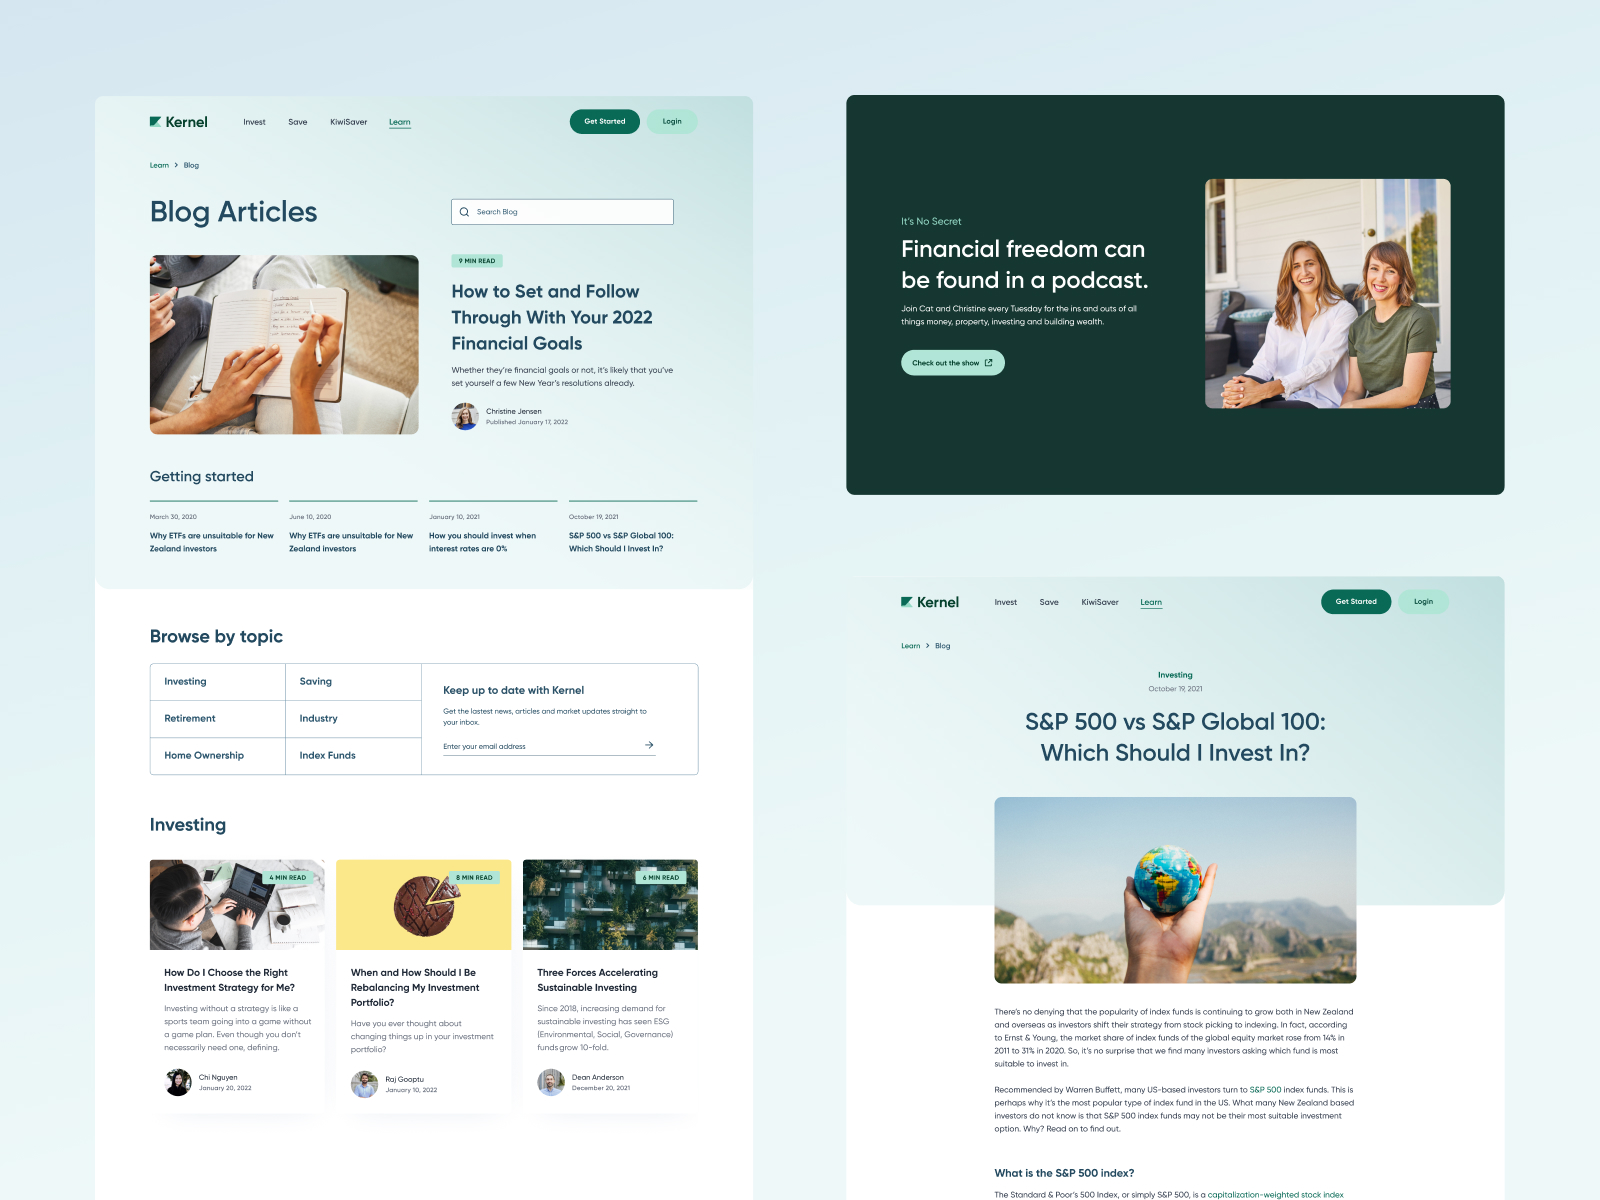 Kernel
Invest
Save
KiwiSaver
Learn
Get Started
Login
Learn > Blog
Blog Articles
Search Blog
9 MIN READ
How to Set and Follow
Through With Your 2022
Financial Goals
Whether they're financial goals or not, it's likely that you've
set yourself a few New Year's resolutions already.
Christine Jensen
Published January 17, 2022
Getting started
March 30, 2020
Why ETFs are unsuitable for New
Zealand investors
June 10, 2020
Why ETFs are unsuitable for New
Zealand investors
January 10, 2021
How you should invest when
interest rates are 0%
October 19, 2021
S&P 500 vs S&P Global 100:
Which Should I Invest In?
Browse by topic
Investing
Saving
Retirement
Industry
Home Ownership
Index Funds
Keep up to date with Kernel
Get the lastest news, articles and market updates straight to
your inbox.
Enter your email address
Investing
4 MIN READ
How Do I Choose the Right
Investment Strategy for Me?
Investing without a strategy is like a
sports team going into a game without
a game plan. Even though you don't
necessarily need one, defining.
Chi Nguyen
January 20, 2022
8 MIN READ
When and How Should I Be
Rebalancing My Investment
Portfolio?
Have you ever thought about
changing things up in your investment
portfolio?
Raj Gooptu
January 10, 2022
6 MIN READ
Three Forces Accelerating
Sustainable Investing
Since 2018, increasing demand for
sustainable investing has seen ESG
(Environmental, Social, Governance)
funds grow 10-fold.
Dean Anderson
December 20, 2021
It's No Secret
Financial freedom can
be found in a podcast.
Join Cat and Christine every Tuesday for the ins and outs of all
things money, property, investing and building wealth.
Check out the show
Kernel
Invest
Save
KiwiSaver
Learn
Get Started
Login
Learn > Blog
Investing
October 19, 2021
S&P 500 vs S&P Global 100:
Which Should I Invest In?
There's no denying that the popularity of index funds is continuing to grow both in New Zealand
and overseas as investors shift their strategy from stock picking to indexing. In fact, according
to Ernst & Young, the market share of index funds of the global equity market rose from 14% in
2011 to 31% in 2020. So, it's no surprise that we find many investors asking which fund is most
suitable to invest in.
Recommended by Warren Buffett, many US-based investors turn to S&P 500 index funds. This is
perhaps why it's the most popular type of index fund in the US. What many New Zealand based
investors do not know is that S&P 500 index funds may not be their most suitable investment
option. Why? Read on to find out.
What is the S&P 500 index?
The Standard & Poor's 500 Index, or simply S&P 500, is a capitalization-weighted stock index